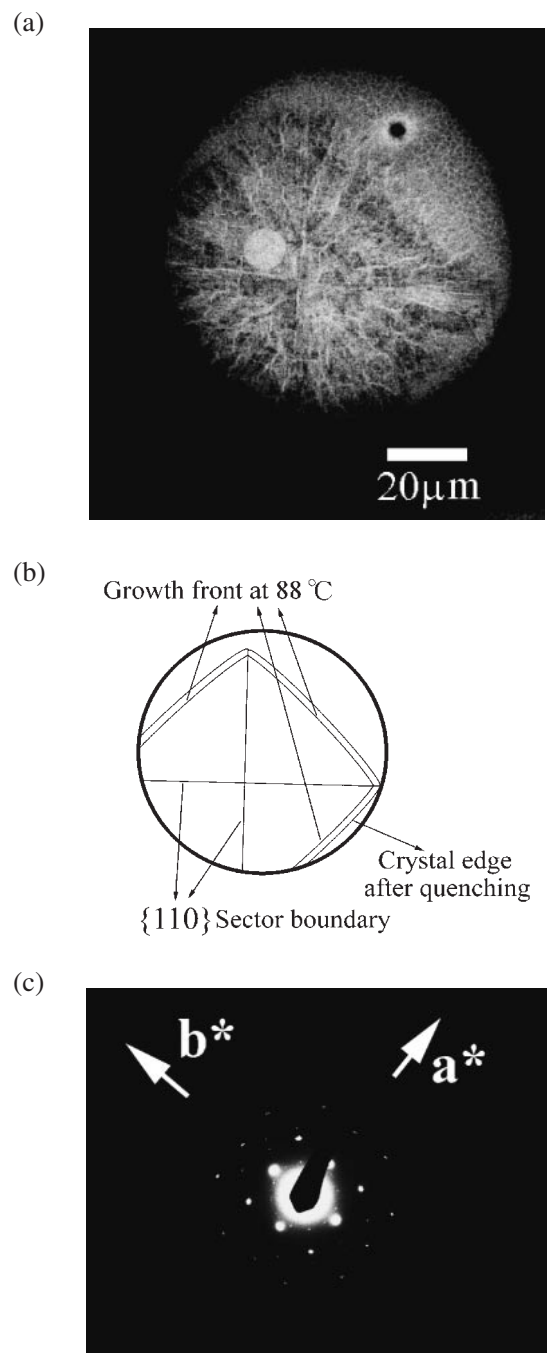 (a)
20μm
(b)
Growth front at 88 °C
Crystal edge
after quenching
{110} Sector boundary
(c)
b*
a*